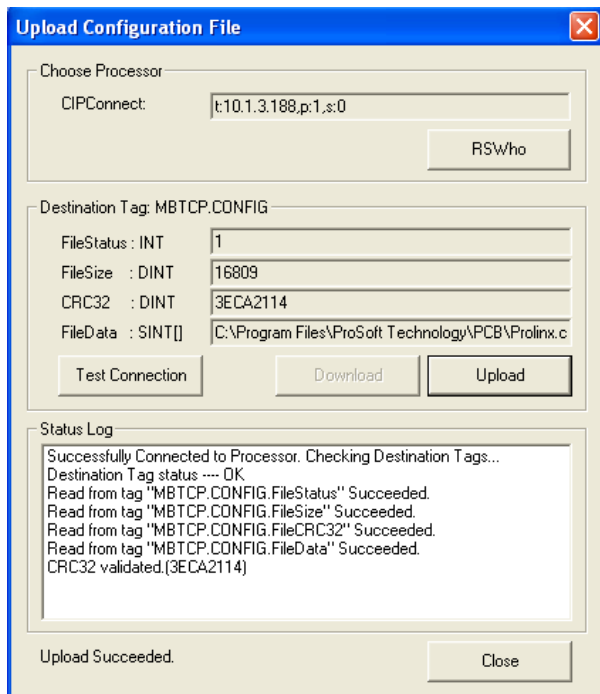 Upload Configuration File
Choose Processor
CIPConnect: t:10.1.3.188,p:1,s:0
RSWho
Destination Tag: MBTCP.CONFIG
FileStatus : INT 1
FileSize : DINT 16809
CRC32 : DINT 3ECA2114
FileData : SINT[] C:\Program Files\ProSoft Technology\PCB\Prolinx.c
Test Connection Download Upload
Status Log
Successfully Connected to Processor. Checking Destination Tags...
Destination Tag status ---- OK
Read from tag "MBTCP.CONFIG.FileStatus" Succeeded.
Read from tag "MBTCP.CONFIG.FileSize" Succeeded.
Read from tag "MBTCP.CONFIG.FileCRC32" Succeeded.
Read from tag "MBTCP.CONFIG.FileData" Succeeded.
CRC32 validated.(3ECA2114)
Upload Succeeded.
Close